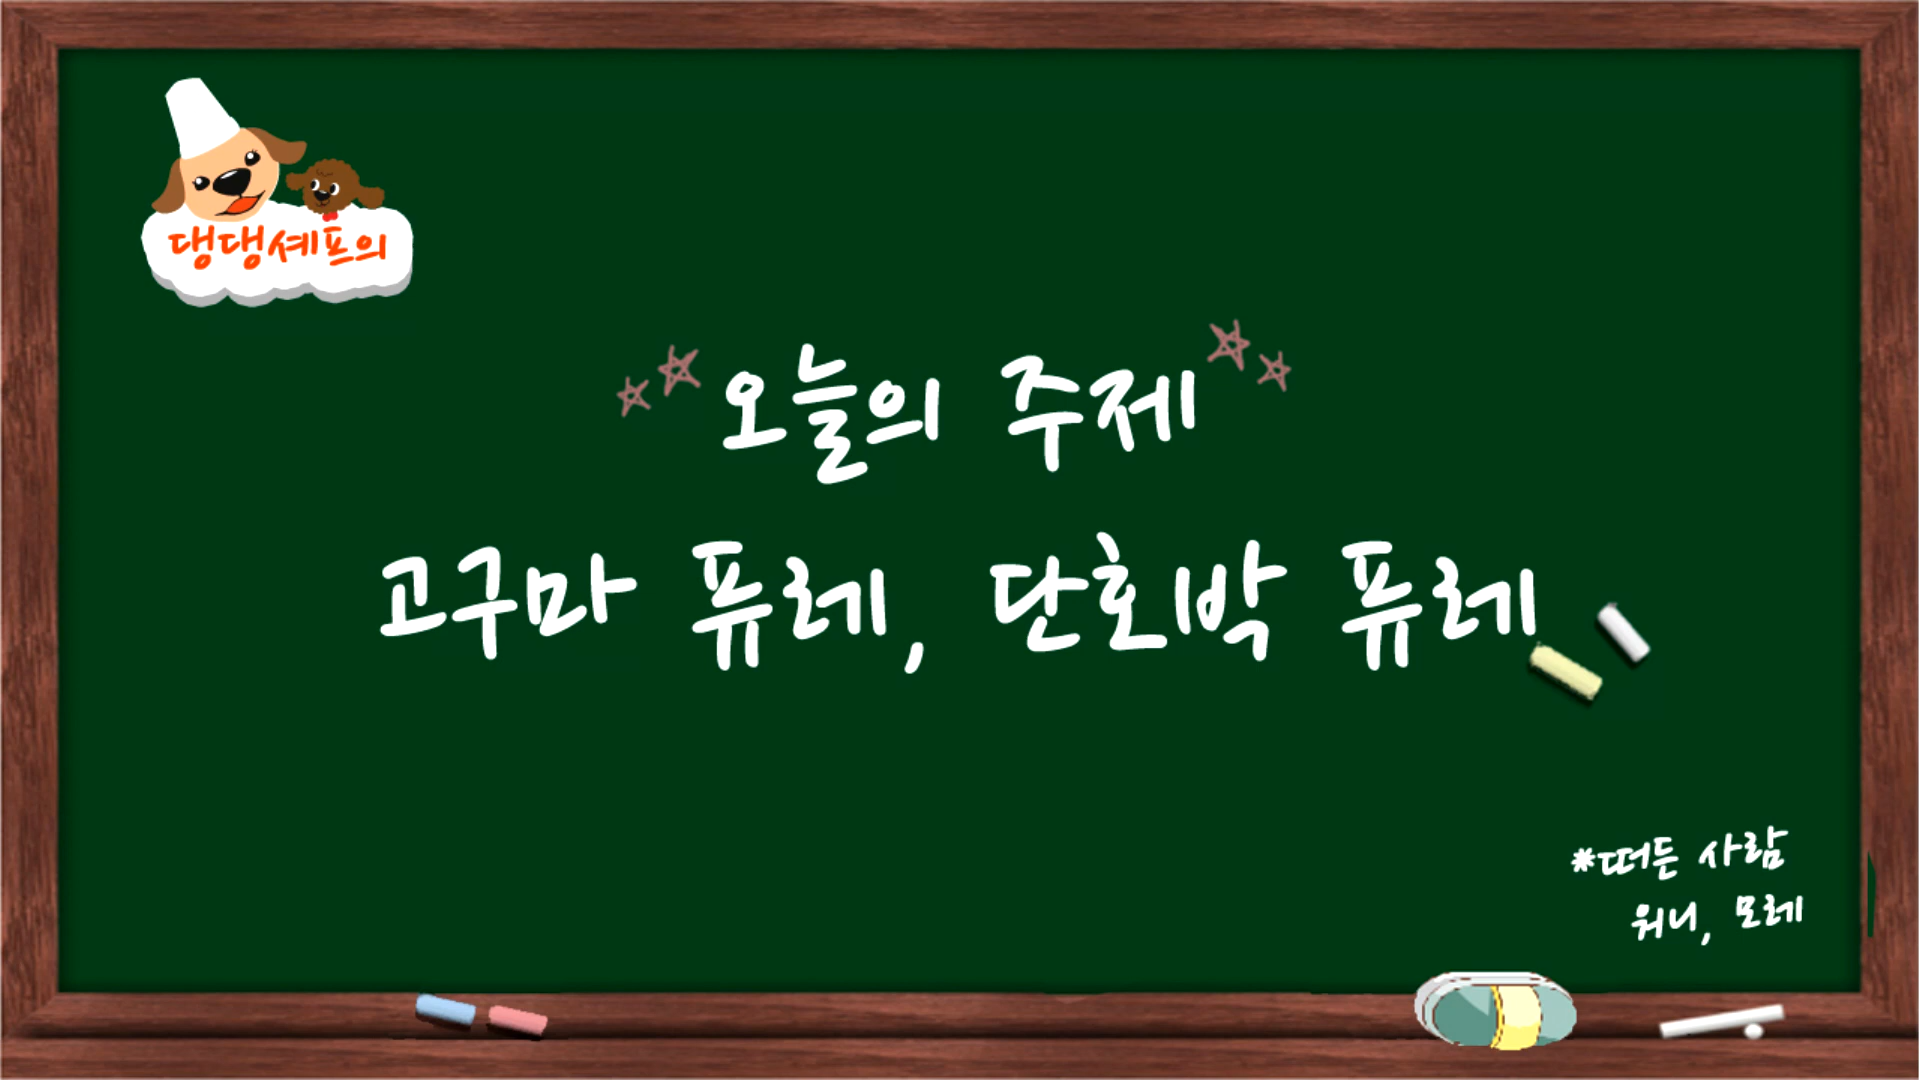 댕댕셰프의
오늘의 주제
고구마 퓨레, 단호박 퓨레
*떠든 사람
워니, 모레